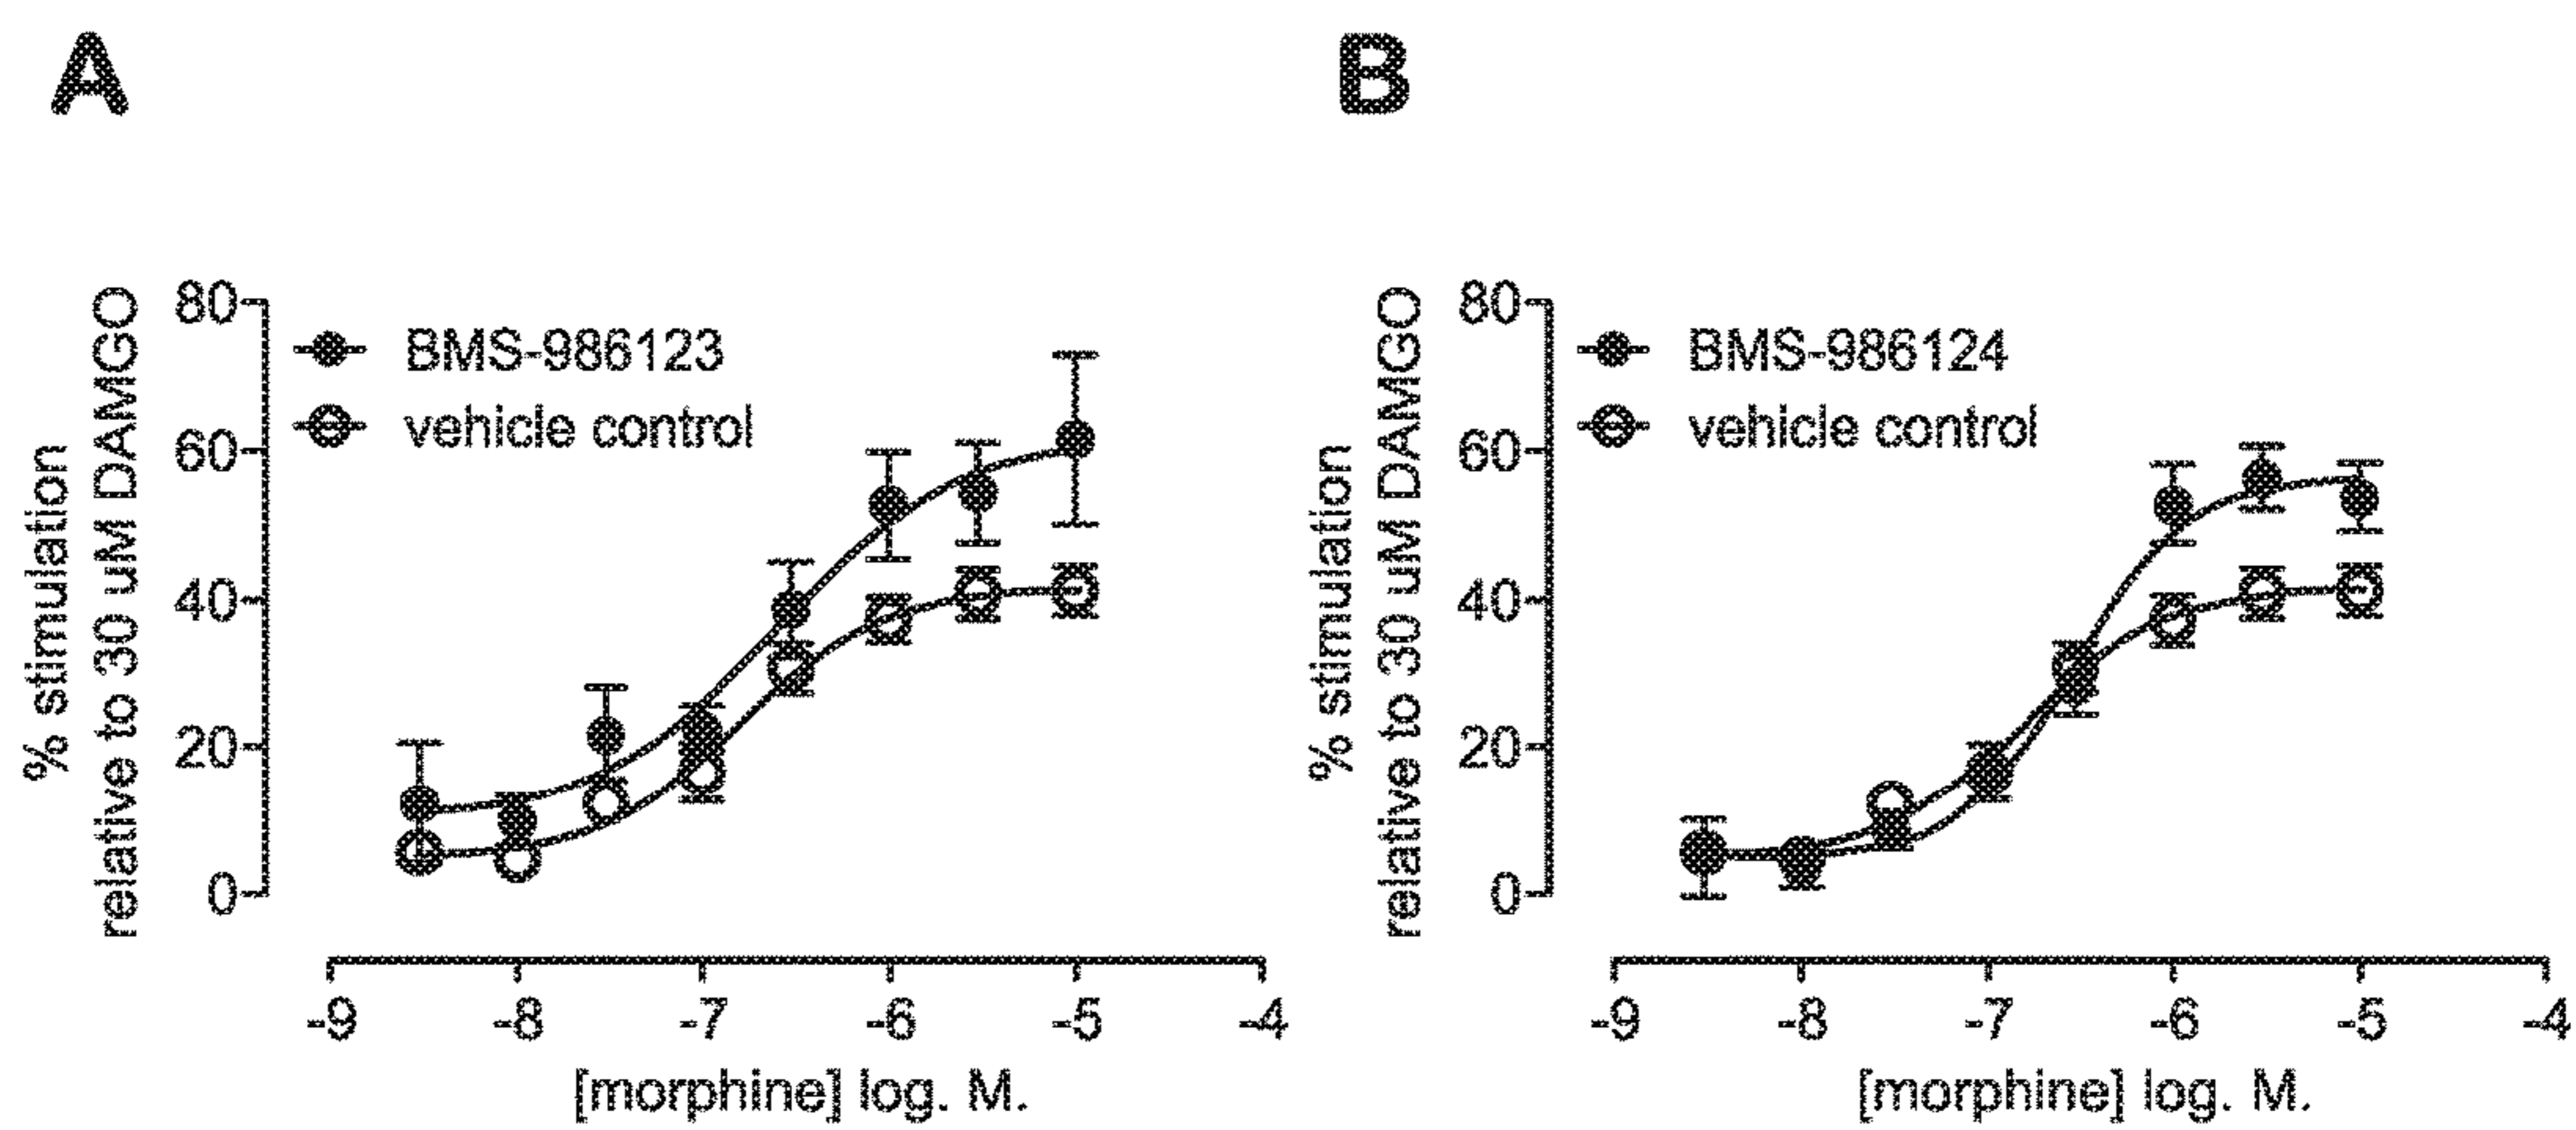 A
B
% stimulation
relative to 30 uM DAMGO
80
60
40
20
0
BMS-986123
vehicle control
-9
-8
-7
-6
-5
-4
[morphine] log. M.
% stimulation
relative to 30 uM DAMGO
80
60
40
20
0
BMS-986124
vehicle control
-9
-8
-7
-6
-5
-4
[morphine] log. M.